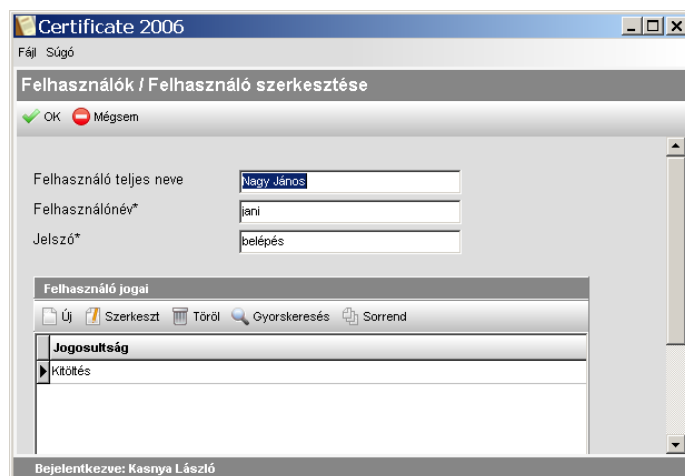 Certificate 2006
Fájl Súgó
Felhasználók / Felhasználó szerkesztése
OK Mégsem
Felhasználó teljes neve Nagy János
Felhasználónév* jani
Jelszó* belépés
Felhasználó jogai
Új Szerkeszt Töröl Gyorskeresés Sorrend
Jogosultság
Kitöltés
Bejelentkezve: Kasnya László